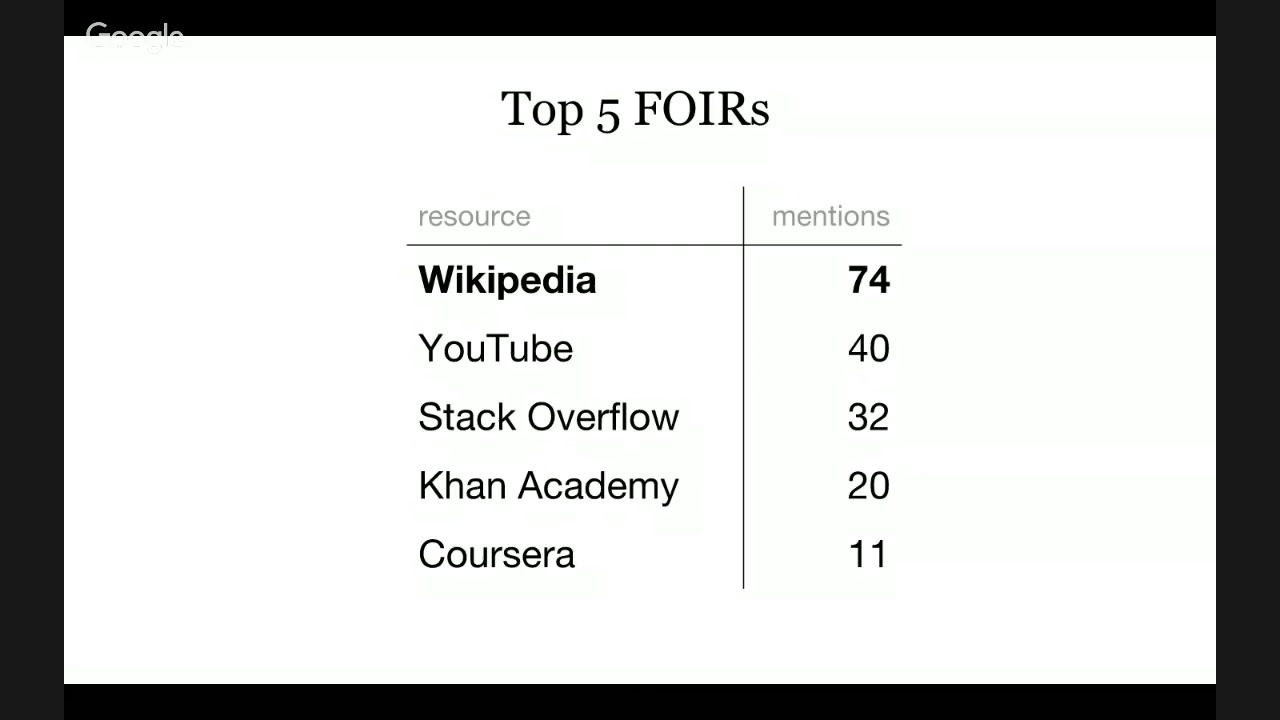 Google
Top 5 FOIRs
resource mentions
Wikipedia 74
YouTube 40
Stack Overflow 32
Khan Academy 20
Coursera 11